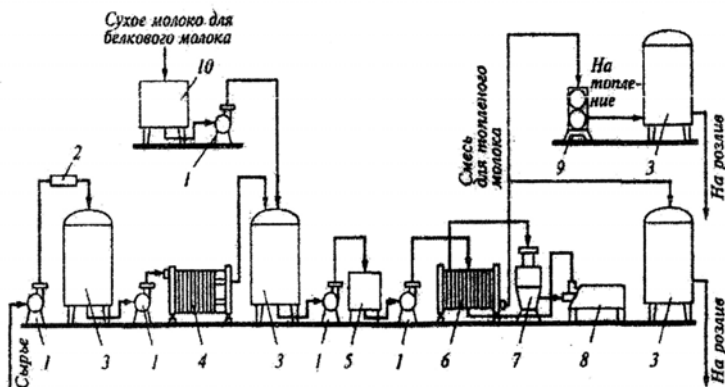 Сухое молоко для
белкового молока
10
1
2
Смесь
для топленого
молока
На
топле-
ние
9
3
На розлив
Сырье
1
3
1
4
3
1
5
1
6
7
8
3
На розлив